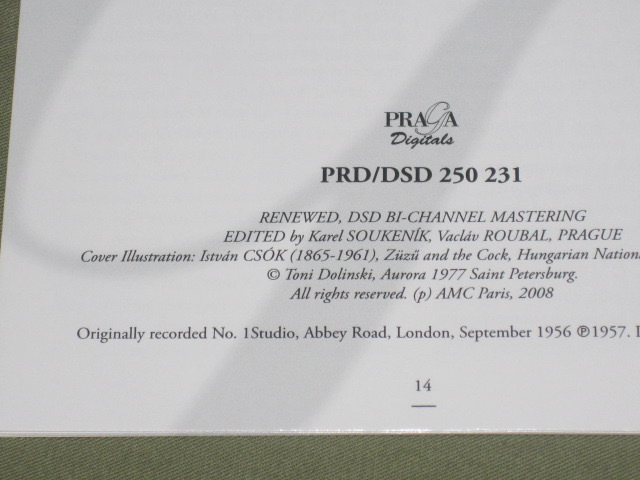 PRAGA
Digitals
PRD/DSD 250 231
RENEWED, DSD BI-CHANNEL MASTERING
EDITED by Karel SOUKENÍK, Vacláv ROUBAL, PRAGUE
Cover Illustration: István CSÓK (1865-1961), Züzü and the Cock, Hungarian Nation
© Toni Dolinski, Aurora 1977 Saint Petersburg.
All rights reserved. (p) AMC Paris, 2008
Originally recorded No. 1Studio, Abbey Road, London, September 1956 ℗1957.
14